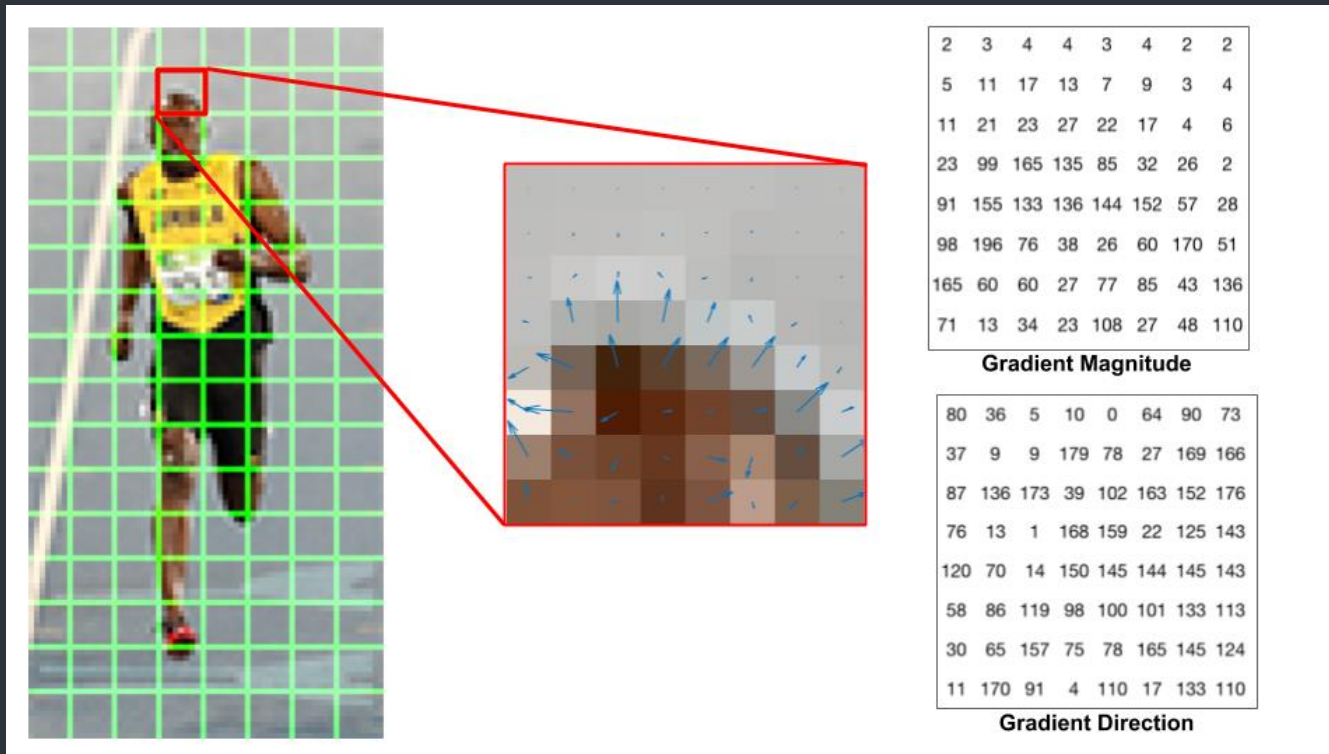 2 3 4 4 3 4 2 2
5 11 17 13 7 9 3 4
11 21 23 27 22 17 4 6
23 99 165 135 85 32 26 2
91 155 133 136 144 152 57 28
98 196 76 38 26 60 170 51
165 60 60 27 77 85 43 136
71 13 34 23 108 27 48 110
Gradient Magnitude
80 36 5 10 0 64 90 73
37 9 9 179 78 27 169 166
87 136 173 39 102 163 152 176
76 13 1 168 159 22 125 143
120 70 14 150 145 144 145 143
58 86 119 98 100 101 133 113
30 65 157 75 78 165 145 124
11 170 91 4 110 17 133 110
Gradient Direction